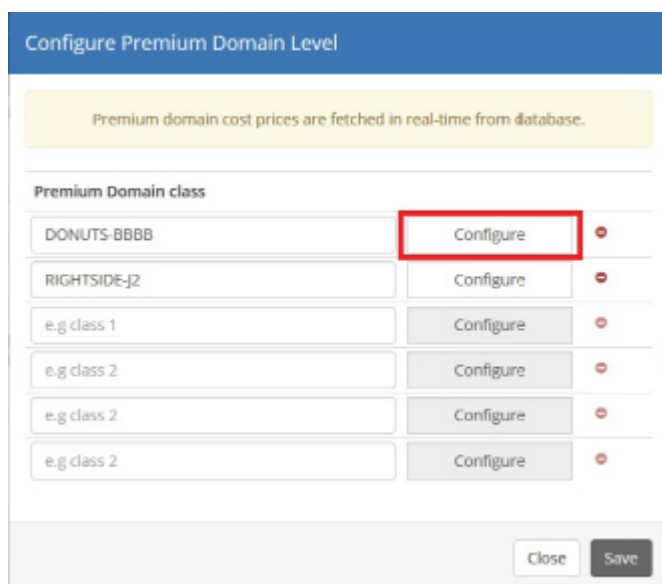 Configure Premium Domain Level
Premium domain cost prices are fetched in real-time from database.
Premium Domain class
DONUTS-BBBB Configure
RIGHTSIDE-J2 Configure
e.g class 1 Configure
e.g class 2 Configure
e.g class 2 Configure
e.g class 2 Configure
Close Save